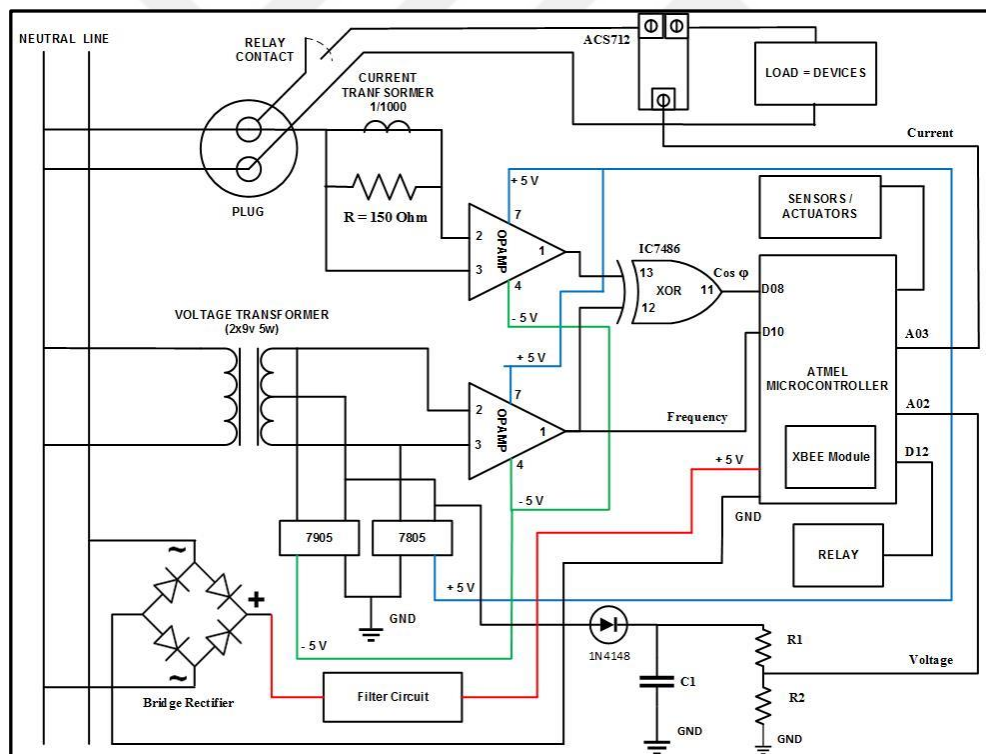 NEUTRAL LINE
RELAY
CONTACT
ACS712
LOAD = DEVICES
CURRENT
TRANFSORMER
1/1000
Current
PLUG
R = 150 Ohm
+ 5 V
7
2
OPAMP
1
3
4
- 5 V
SENSORS /
ACTUATORS
IC7486
13
XOR
11
12
Cos φ
D08
D10
A03
ATMEL
MICROCONTROLLER
A02
XBEE Module
D12
+ 5 V
GND
RELAY
VOLTAGE TRANSFORMER
(2x9v 5w)
+ 5 V
7
2
OPAMP
1
3
4
- 5 V
Frequency
7905
7805
+ 5 V
GND
- 5 V
~
+
~
Bridge Rectifier
Filter Circuit
1N4148
C1
GND
R1
Voltage
R2
GND